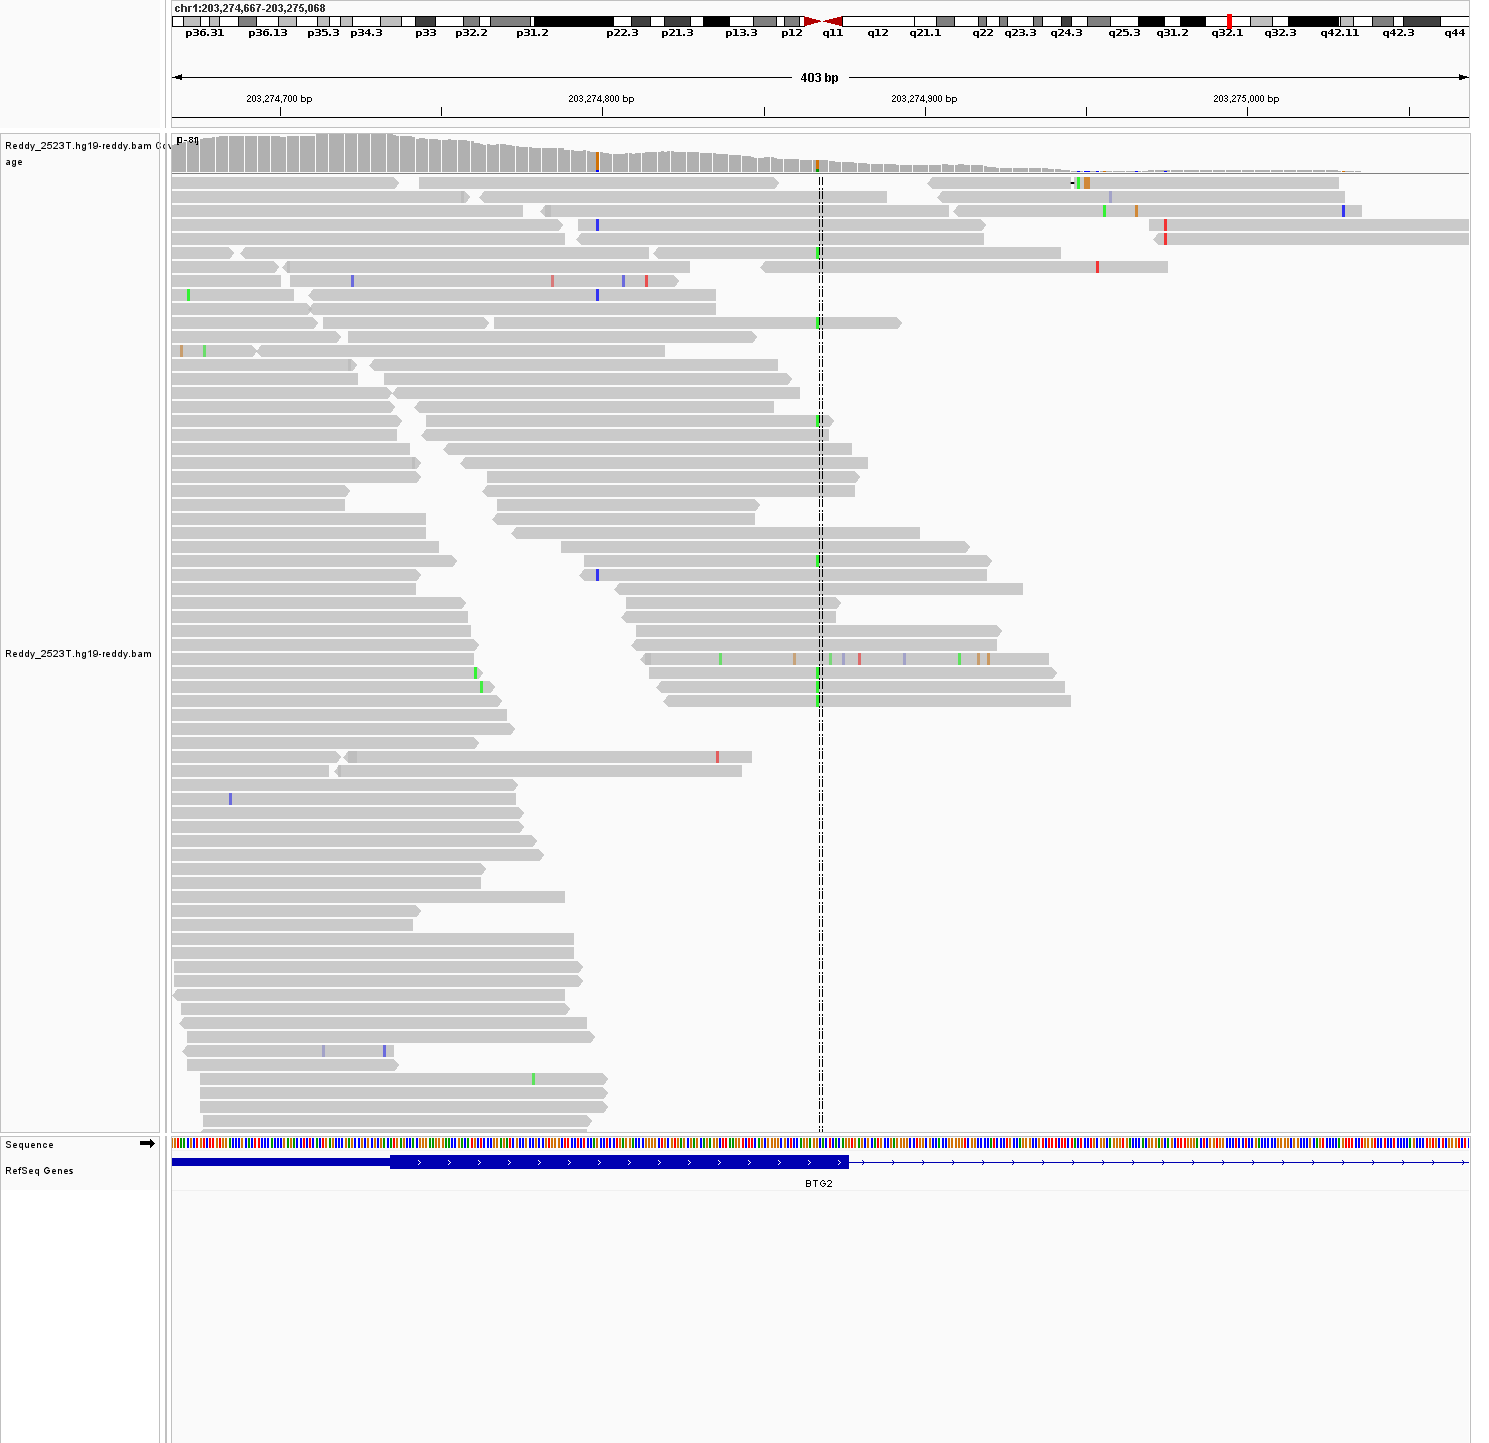 chr1:203,274,667-203,275,068
p36.31 p36.13 p35.3 p34.3 p33 p32.2 p31.2 p22.3 p21.3 p13.3 p12 q11 q12 q21.1 q22 q23.3 q24.3 q25.3 q31.2 q32.1 q32.3 q42.11 q42.3 q44
403 bp
203,274,700 bp 203,274,800 bp 203,274,900 bp 203,275,000 bp
Reddy_2523T.hg19-reddy.bam Cov
age
Reddy_2523T.hg19-reddy.bam
Sequence
RefSeq Genes
BTG2